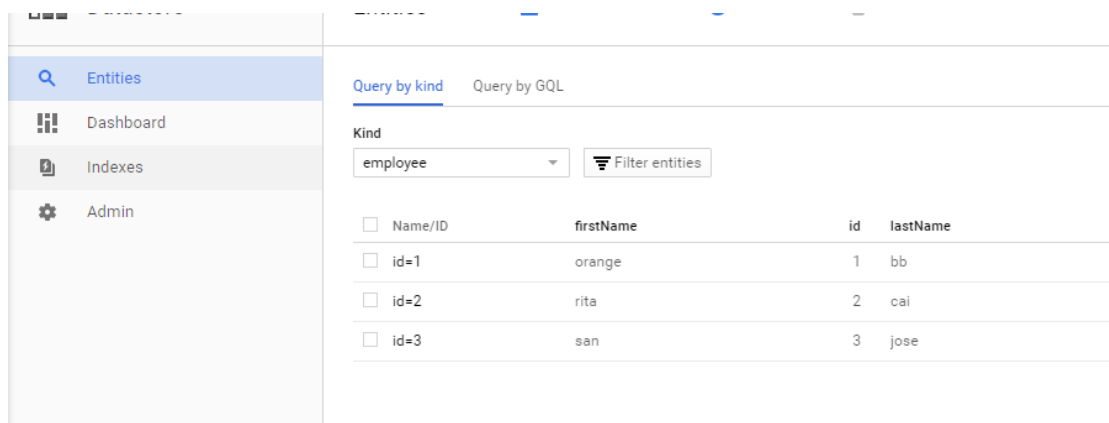 Entities
Dashboard
Indexes
Admin
Query by kind Query by GQL
Kind
employee Filter entities
Name/ID firstName id lastName
id=1 orange 1 bb
id=2 rita 2 cai
id=3 san 3 jose